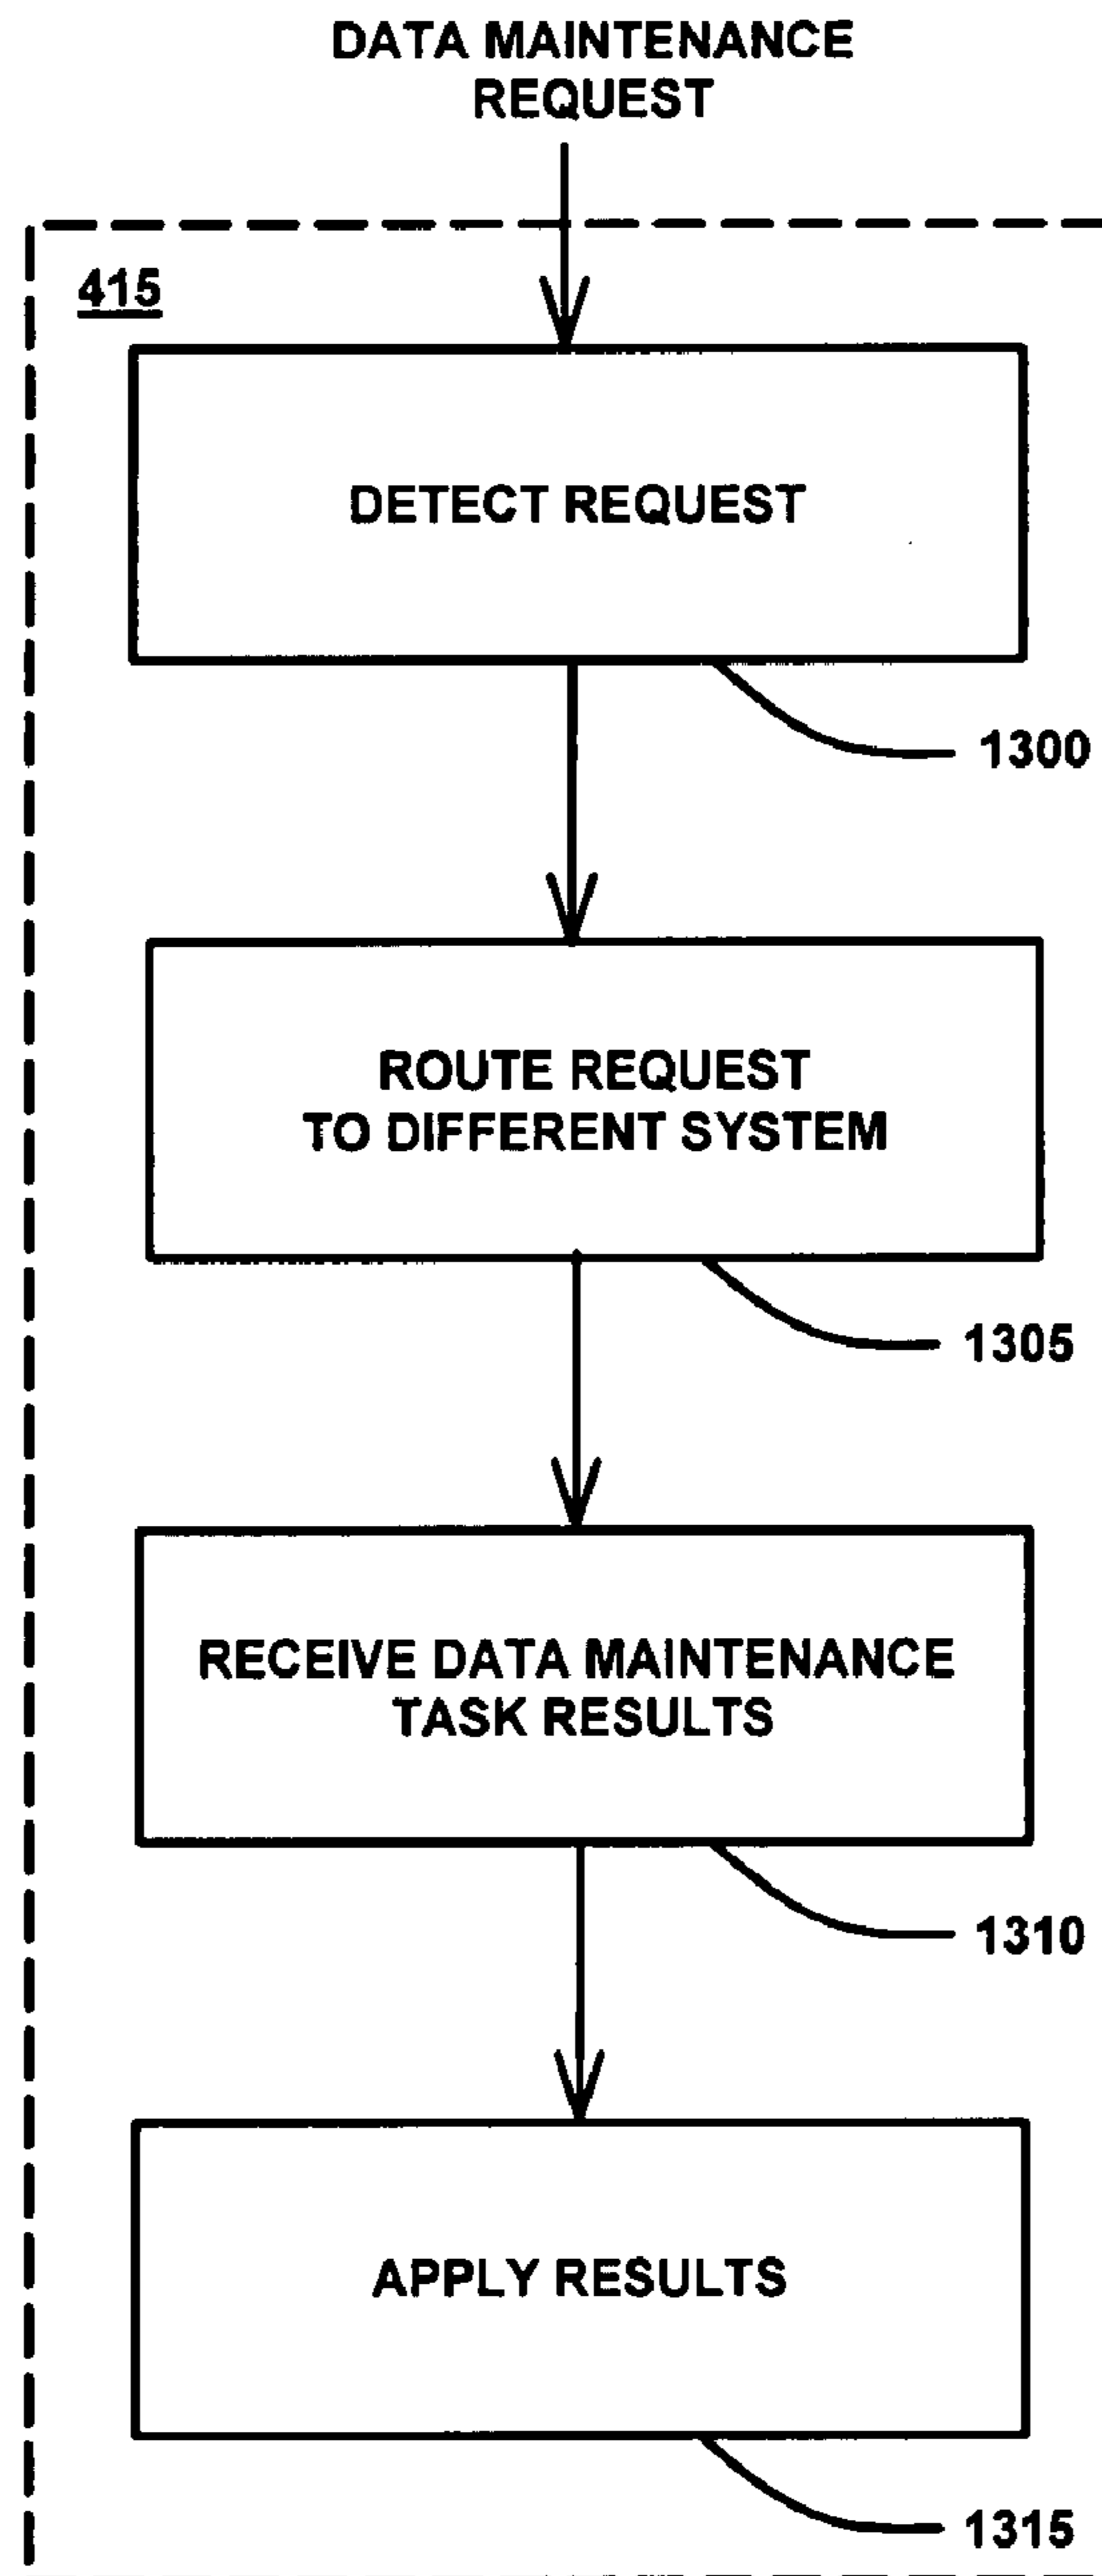 DATA MAINTENANCE
REQUEST
415
DETECT REQUEST
1300
ROUTE REQUEST
TO DIFFERENT SYSTEM
1305
RECEIVE DATA MAINTENANCE
TASK RESULTS
1310
APPLY RESULTS
1315